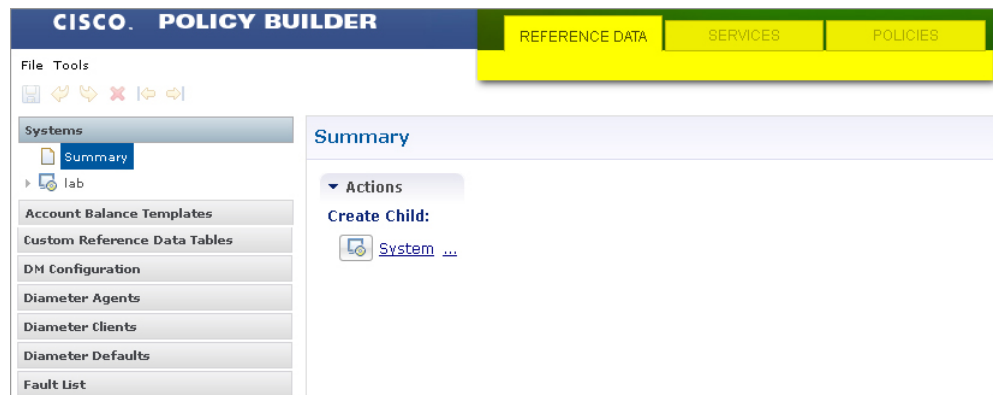 CISCO. POLICY BUILDER
REFERENCE DATA SERVICES POLICIES
File Tools
Systems
Summary
lab
Account Balance Templates
Custom Reference Data Tables
DM Configuration
Diameter Agents
Diameter Clients
Diameter Defaults
Fault List
Summary
Actions
Create Child:
System ...